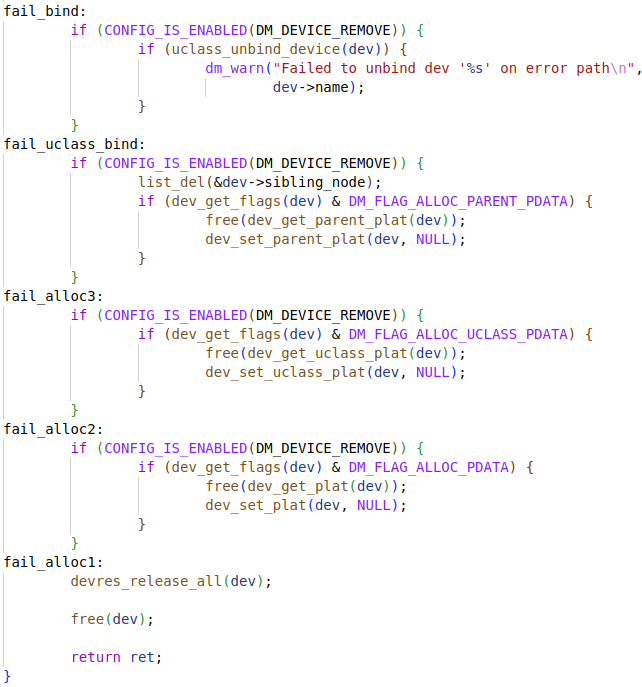 fail_bind:
        if (CONFIG_IS_ENABLED(DM_DEVICE_REMOVE)) {
                if (uclass_unbind_device(dev)) {
                        dm_warn("Failed to unbind dev '%s' on error path\n",
                                dev->name);
                }
        }
fail_uclass_bind:
        if (CONFIG_IS_ENABLED(DM_DEVICE_REMOVE)) {
                list_del(&dev->sibling_node);
                if (dev_get_flags(dev) & DM_FLAG_ALLOC_PARENT_PDATA) {
                        free(dev_get_parent_plat(dev));
                        dev_set_parent_plat(dev, NULL);
                }
        }
fail_alloc3:
        if (CONFIG_IS_ENABLED(DM_DEVICE_REMOVE)) {
                if (dev_get_flags(dev) & DM_FLAG_ALLOC_UCLASS_PDATA) {
                        free(dev_get_uclass_plat(dev));
                        dev_set_uclass_plat(dev, NULL);
                }
        }
fail_alloc2:
        if (CONFIG_IS_ENABLED(DM_DEVICE_REMOVE)) {
                if (dev_get_flags(dev) & DM_FLAG_ALLOC_PDATA) {
                        free(dev_get_plat(dev));
                        dev_set_plat(dev, NULL);
                }
        }
fail_alloc1:
        devres_release_all(dev);

        free(dev);

        return ret;
}